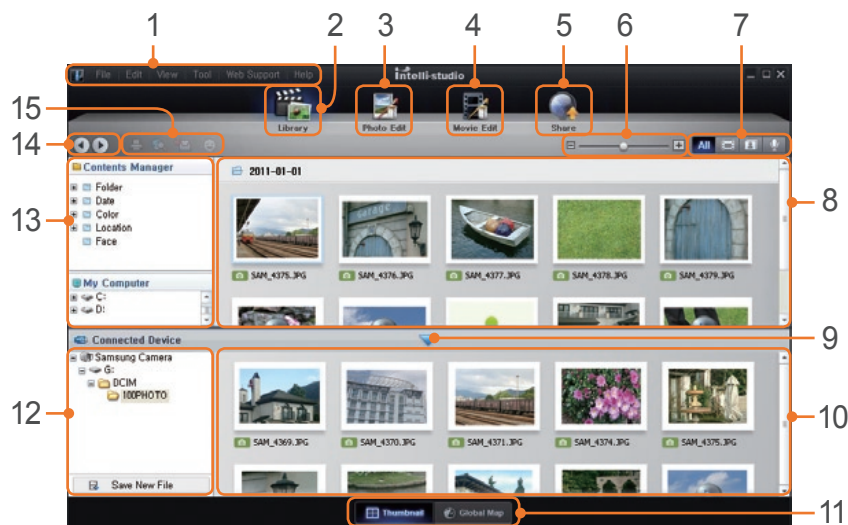 1 2 3 4 5 6 7
File Edit View Tool Web Support Help
intelli-studio
Library Photo Edit Movie Edit Share
15
14
All
Contents Manager
2011-01-01
Folder
Date
Color
Location
Face
13
8
SAM_4375.JPG SAM_4376.JPG SAM_4377.JPG SAM_4378.JPG SAM_4379.JPG
My Computer
C:
D:
Connected Device
9
Samsung Camera
G:
DCIM
100PHOTO
12
10
SAM_4369.JPG SAM_4370.JPG SAM_4371.JPG SAM_4374.JPG SAM_4375.JPG
Save New File
Thumbnail Global Map
11